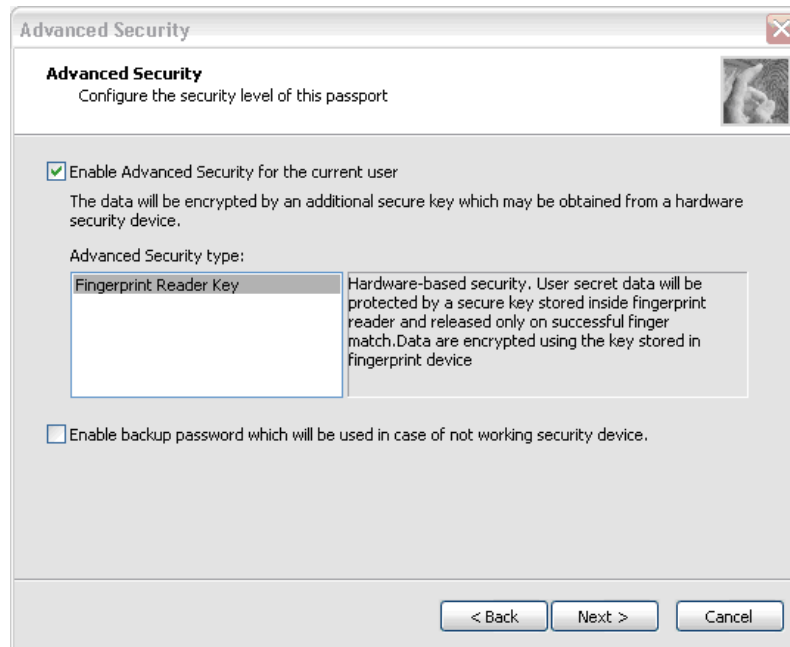 Advanced Security
Advanced Security
Configure the security level of this passport
Enable Advanced Security for the current user
The data will be encrypted by an additional secure key which may be obtained from a hardware
security device.
Advanced Security type:
Fingerprint Reader Key
Hardware-based security. User secret data will be
protected by a secure key stored inside fingerprint
reader and released only on successful finger
match.Data are encrypted using the key stored in
fingerprint device
Enable backup password which will be used in case of not working security device.
< Back
Next >
Cancel